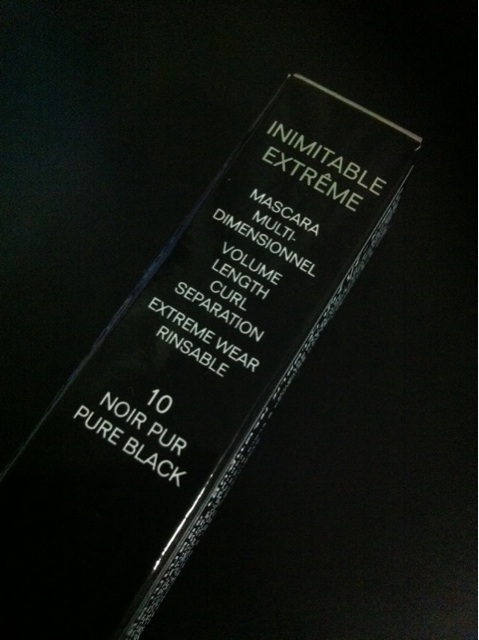 INIMITABLE
EXTRÊME
MASCARA
MULTI-
DIMENSIONNEL
VOLUME
LENGTH
CURL
SEPARATION
EXTREME WEAR
RINSABLE
10
NOIR PUR
PURE BLACK